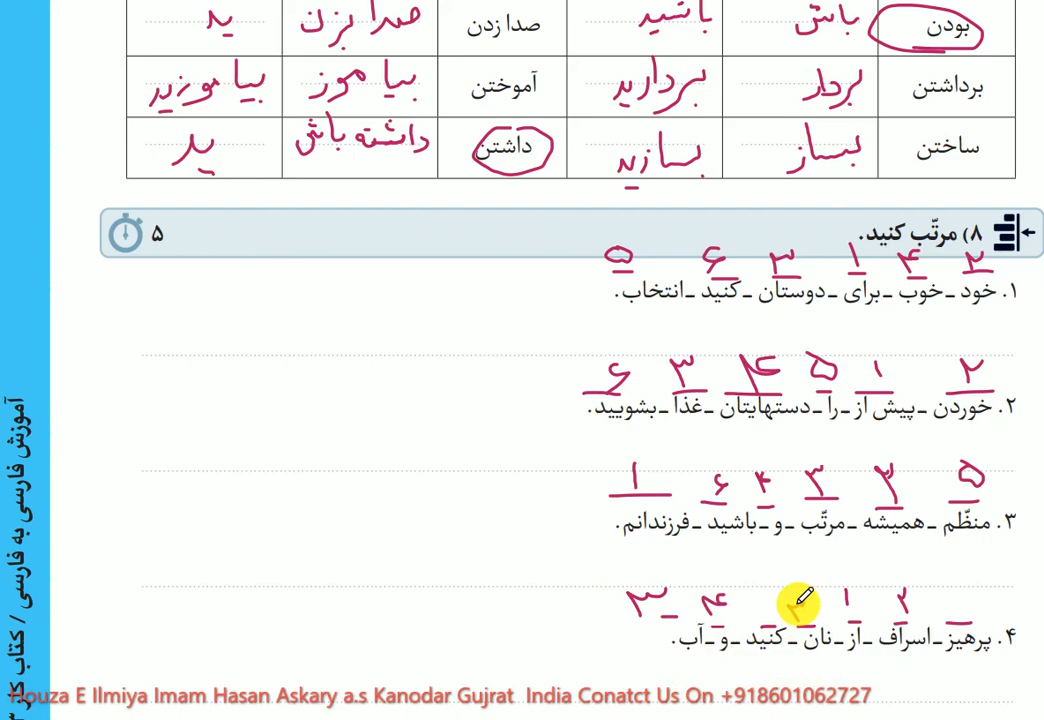 بودن باش باشید صدا زدن صدا بزن ید
برداشتن بردار بردارید آموختن بیاموز بیاموزید
ساختن بساز بسازید داشتن داشته باش ید
۸) مرتّب کنید. ۵
۲ ۴ ۱ ۳ ۶ ۵
۱. خود ـ خوب ـ برای ـ دوستان ـ کنید ـ انتخاب.
۲ ۱ ۵ ۴ ۳ ۶
۲. خوردن ـ پیش از ـ را ـ دستهایتان ـ غذا ـ بشویید.
۵ ۳ ۴ ۶ ۱
۳. منظّم ـ همیشه ـ مرتّب ـ و ـ باشید ـ فرزندانم.
۲ ۱ ۴ ۳
۴. پرهیز ـ اسراف ـ از ـ نان ـ کنید ـ و ـ آب.
آموزش فارسی به فارسی / کتاب کار ۳
Houza E Ilmiya Imam Hasan Askary a.s Kanodar Gujrat India Conatct Us On +918601062727